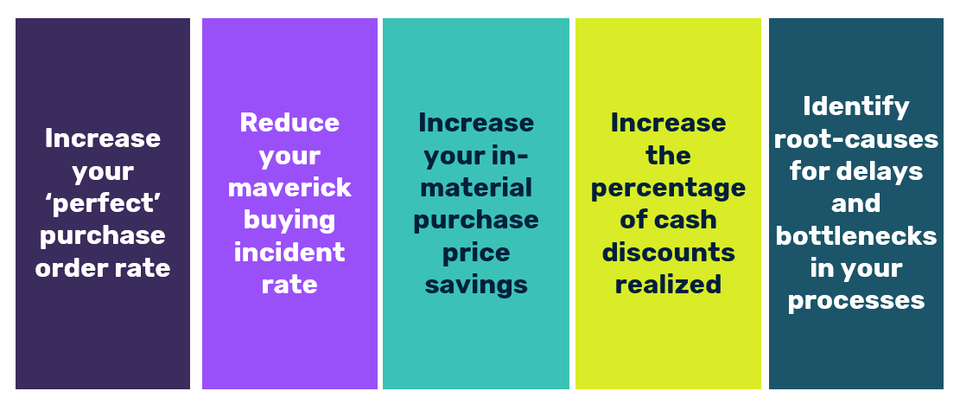 Increase
your
‘perfect’
purchase
order rate
Reduce
your
maverick
buying
incident
rate
Increase
your in-
material
purchase
price
savings
Increase
the
percentage
of cash
discounts
realized
Identify
root-causes
for delays
and
bottlenecks
in your
processes